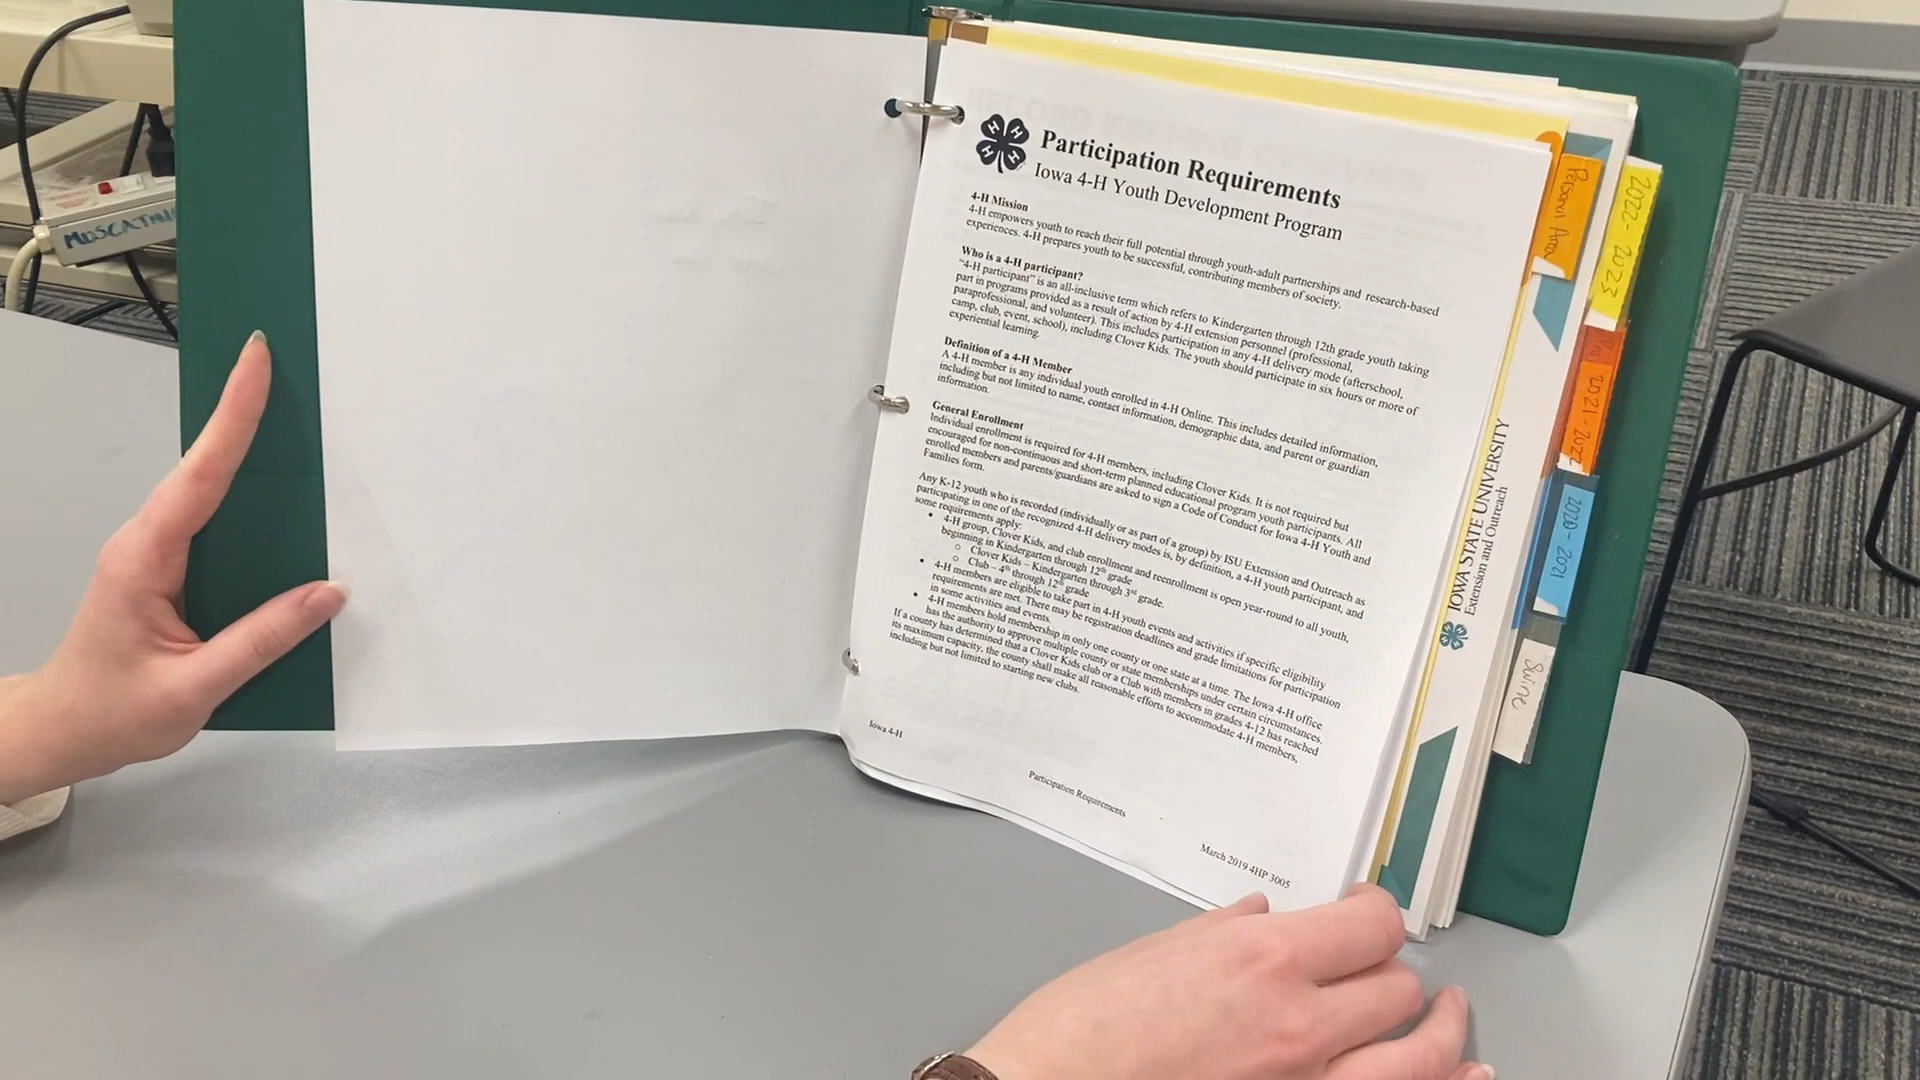 Participation Requirements
Iowa 4-H Youth Development Program
4-H Mission
4-H empowers youth to reach their full potential through youth-adult partnerships and research-based
experiences. 4-H prepares youth to be successful, contributing members of society.
Who is a 4-H participant?
"4-H participant" is an all-inclusive term which refers to Kindergarten through 12th grade youth taking
part in programs provided as a result of action by 4-H extension personnel (professional,
paraprofessional, and volunteer). This includes participation in any 4-H delivery mode (afterschool,
camp, club, event, school), including Clover Kids. The youth should participate in six hours or more of
experiential learning.
Definition of a 4-H Member
A 4-H member is any individual youth enrolled in 4-H Online. This includes detailed information,
including but not limited to name, contact information, demographic data, and parent or guardian
information.
General Enrollment
Individual enrollment is required for 4-H members, including Clover Kids. It is not required but
encouraged for non-continuous and short-term planned educational program youth participants. All
enrolled members and parents/guardians are asked to sign a Code of Conduct for Iowa 4-H Youth and
Families form.
Any K-12 youth who is recorded (individually or as part of a group) by ISU Extension and Outreach as
participating in one of the recognized 4-H delivery modes is, by definition, a 4-H youth participant, and
some requirements apply:
• 4-H group, Clover Kids, and club enrollment and reenrollment is open year-round to all youth,
beginning in Kindergarten through 12th grade
o Clover Kids – Kindergarten through 3rd grade.
o Club – 4th through 12th grade
• 4-H members are eligible to take part in 4-H youth events and activities if specific eligibility
requirements are met. There may be registration deadlines and grade limitations for participation
in some activities and events.
• 4-H members hold membership in only one county or one state at a time. The Iowa 4-H office
has the authority to approve multiple county or state memberships under certain circumstances.
If a county has determined that a Clover Kids club or a Club with members in grades 4-12 has reached
its maximum capacity, the county shall make all reasonable efforts to accommodate 4-H members,
including but not limited to starting new clubs.
Iowa 4-H
Participation Requirements
March 2019 4HP 3005
Personal Area
2022 - 2023
2021 - 2022
2020 - 2021
Swine
IOWA STATE UNIVERSITY
Extension and Outreach